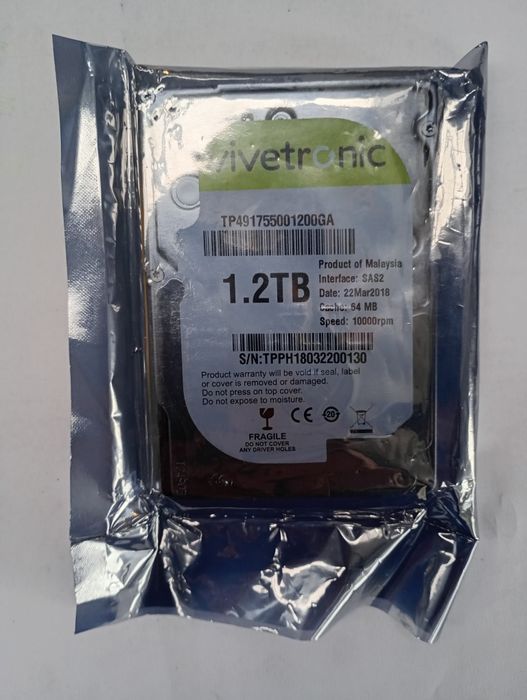 vivetronic
TP491755001200GA
1.2TB
Product of Malaysia
Interface: SAS2
Date: 22Mar2018
Cache: 64 MB
Speed: 10000rpm
S/N:TPPH18032200130
Product warranty will be void if seal, label
or cover is removed or damaged.
Do not press on top cover.
Do not expose to moisture.
CE
20
FRAGILE
DO NOT COVER
ANY DRIVER HOLES